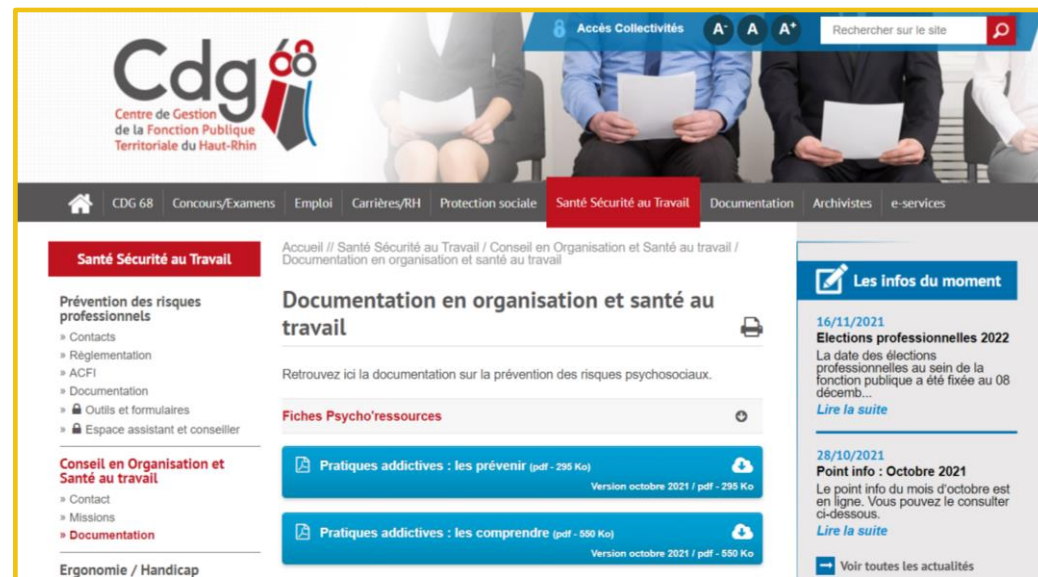 Accès Collectivités
A-
A
A+
Rechercher sur le site
Cdg 68
Centre de Gestion
de la Fonction Publique
Territoriale du Haut-Rhin
CDG 68
Concours/Examens
Emploi
Carrières/RH
Protection sociale
Santé Sécurité au Travail
Documentation
Archivistes
e-services
Santé Sécurité au Travail
Prévention des risques
professionnels
» Contacts
» Règlementation
» ACFI
» Documentation
» Outils et formulaires
» Espace assistant et conseiller
Conseil en Organisation et
Santé au travail
» Contact
» Missions
» Documentation
Ergonomie / Handicap
Accueil // Santé Sécurité au Travail / Conseil en Organisation et Santé au travail /
Documentation en organisation et santé au travail
Documentation en organisation et santé au
travail
Retrouvez ici la documentation sur la prévention des risques psychosociaux.
Fiches Psycho'ressources
Pratiques addictives : les prévenir (pdf - 295 Ko)
Version octobre 2021 / pdf - 295 Ko
Pratiques addictives : les comprendre (pdf - 550 Ko)
Version octobre 2021 / pdf - 550 Ko
Les infos du moment
16/11/2021
Elections professionnelles 2022
La date des élections
professionnelles au sein de la
fonction publique a été fixée au 08
décemb...
Lire la suite
28/10/2021
Point info : Octobre 2021
Le point info du mois d'octobre est
en ligne. Vous pouvez le consulter
ci-dessous.
Lire la suite
Voir toutes les actualités